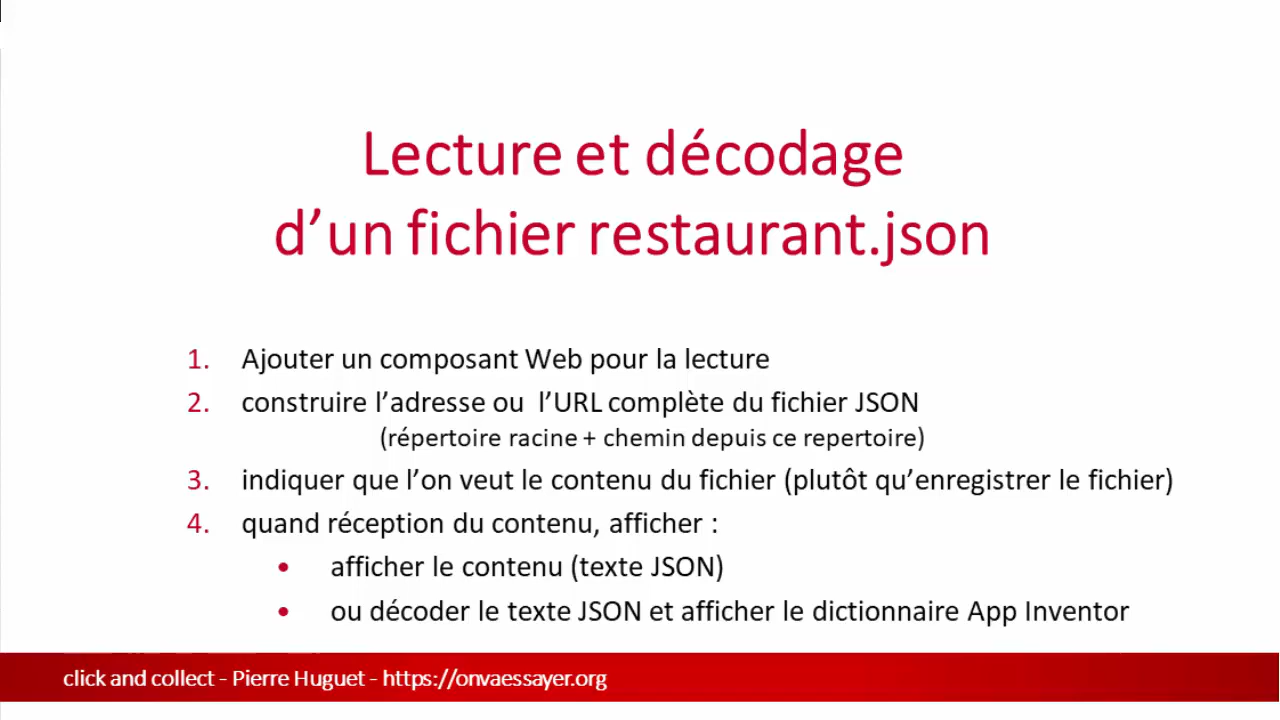 Lecture et décodage
d’un fichier restaurant.json
1. Ajouter un composant Web pour la lecture
2. construire l’adresse ou l’URL complète du fichier JSON
(répertoire racine + chemin depuis ce repertoire)
3. indiquer que l’on veut le contenu du fichier (plutôt qu’enregistrer le fichier)
4. quand réception du contenu, afficher :
• afficher le contenu (texte JSON)
• ou décoder le texte JSON et afficher le dictionnaire App Inventor
click and collect - Pierre Huguet - https://onvaessayer.org